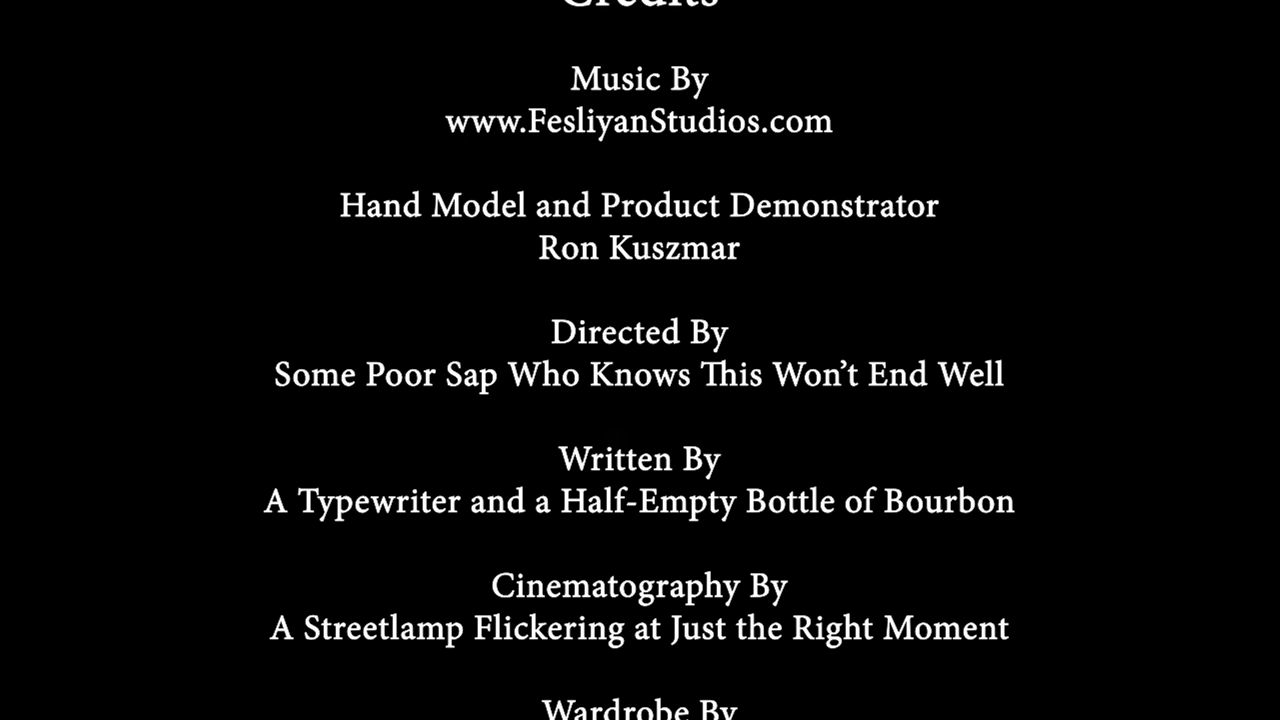 Credits
Music By
www.FesliyanStudios.com
Hand Model and Product Demonstrator
Ron Kuszmar
Directed By
Some Poor Sap Who Knows This Won’t End Well
Written By
A Typewriter and a Half-Empty Bottle of Bourbon
Cinematography By
A Streetlamp Flickering at Just the Right Moment
Wardrobe By